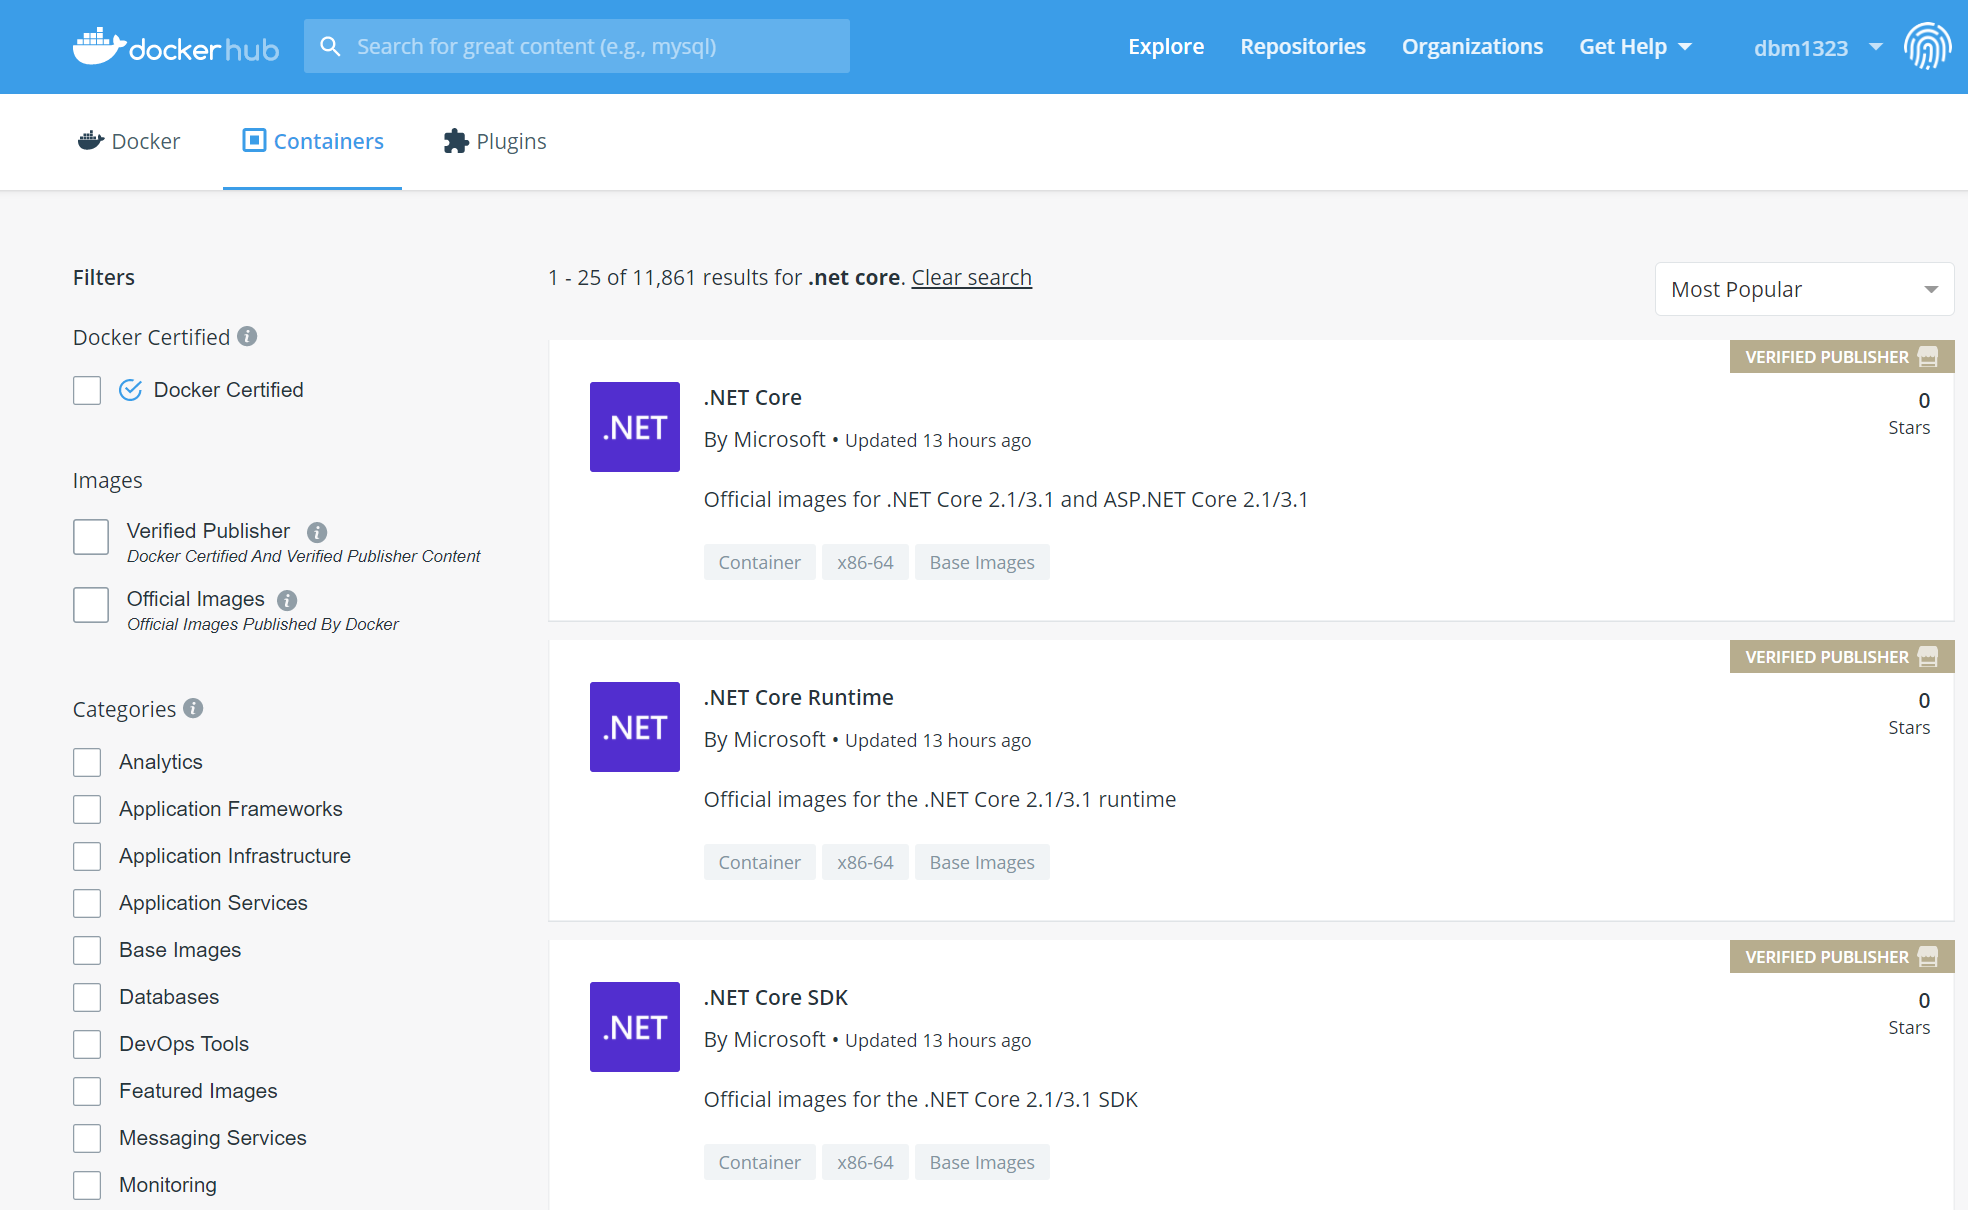 docker hub
Search for great content (e.g., mysql)
Explore
Repositories
Organizations
Get Help
dbm1323
Docker
Containers
Plugins
Filters
Docker Certified
Docker Certified
Images
Verified Publisher
Docker Certified And Verified Publisher Content
Official Images
Official Images Published By Docker
Categories
Analytics
Application Frameworks
Application Infrastructure
Application Services
Base Images
Databases
DevOps Tools
Featured Images
Messaging Services
Monitoring
1 - 25 of 11,861 results for .net core. Clear search
Most Popular
VERIFIED PUBLISHER
.NET
.NET Core
By Microsoft • Updated 13 hours ago
0
Stars
Official images for .NET Core 2.1/3.1 and ASP.NET Core 2.1/3.1
Container
x86-64
Base Images
VERIFIED PUBLISHER
.NET
.NET Core Runtime
By Microsoft • Updated 13 hours ago
0
Stars
Official images for the .NET Core 2.1/3.1 runtime
Container
x86-64
Base Images
VERIFIED PUBLISHER
.NET
.NET Core SDK
By Microsoft • Updated 13 hours ago
0
Stars
Official images for the .NET Core 2.1/3.1 SDK
Container
x86-64
Base Images